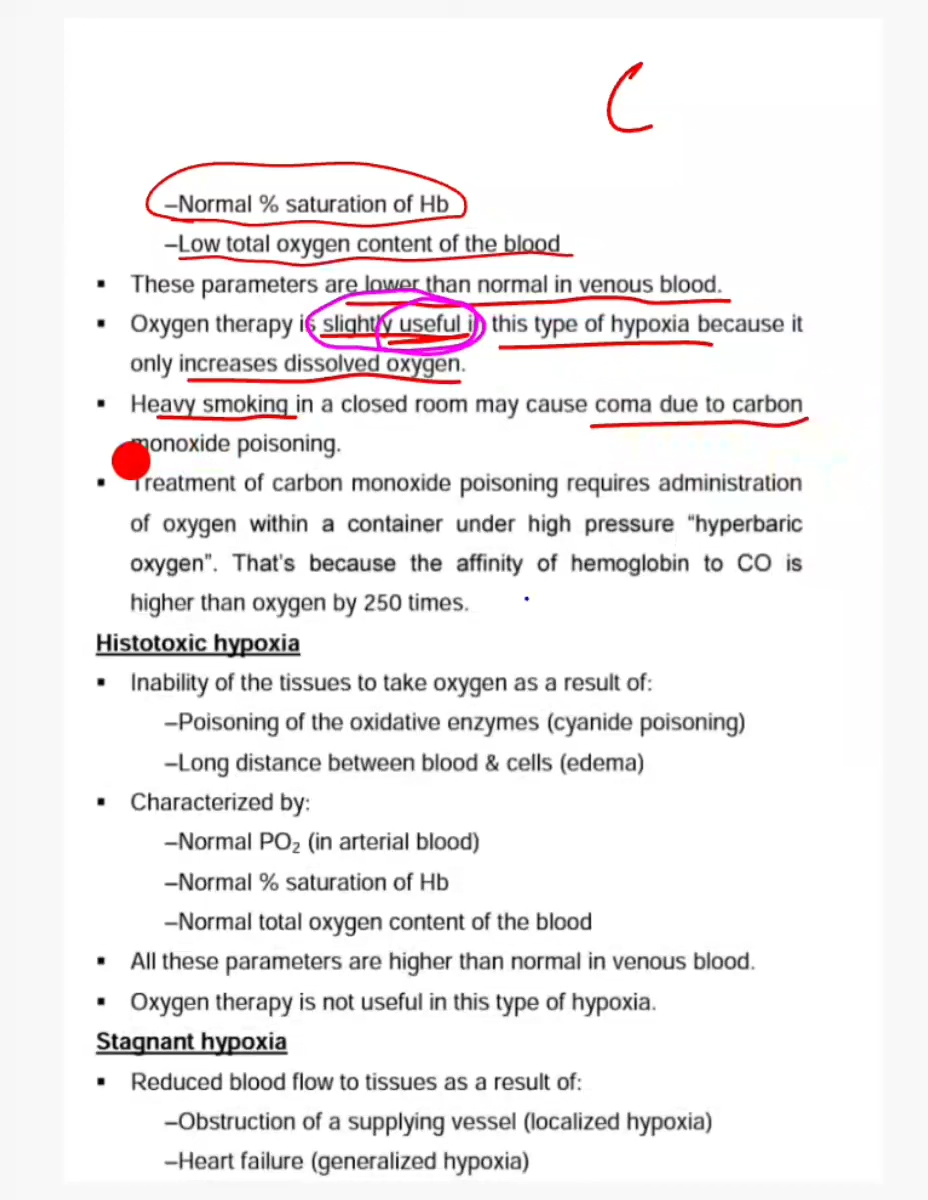 C
–Normal % saturation of Hb
–Low total oxygen content of the blood
▪ These parameters are lower than normal in venous blood.
▪ Oxygen therapy is slightly useful in this type of hypoxia because it
only increases dissolved oxygen.
▪ Heavy smoking in a closed room may cause coma due to carbon
monoxide poisoning.
▪ Treatment of carbon monoxide poisoning requires administration
of oxygen within a container under high pressure “hyperbaric
oxygen”. That's because the affinity of hemoglobin to CO is
higher than oxygen by 250 times.
Histotoxic hypoxia
▪ Inability of the tissues to take oxygen as a result of:
–Poisoning of the oxidative enzymes (cyanide poisoning)
–Long distance between blood & cells (edema)
▪ Characterized by:
–Normal PO₂ (in arterial blood)
–Normal % saturation of Hb
–Normal total oxygen content of the blood
▪ All these parameters are higher than normal in venous blood.
▪ Oxygen therapy is not useful in this type of hypoxia.
Stagnant hypoxia
▪ Reduced blood flow to tissues as a result of:
–Obstruction of a supplying vessel (localized hypoxia)
–Heart failure (generalized hypoxia)